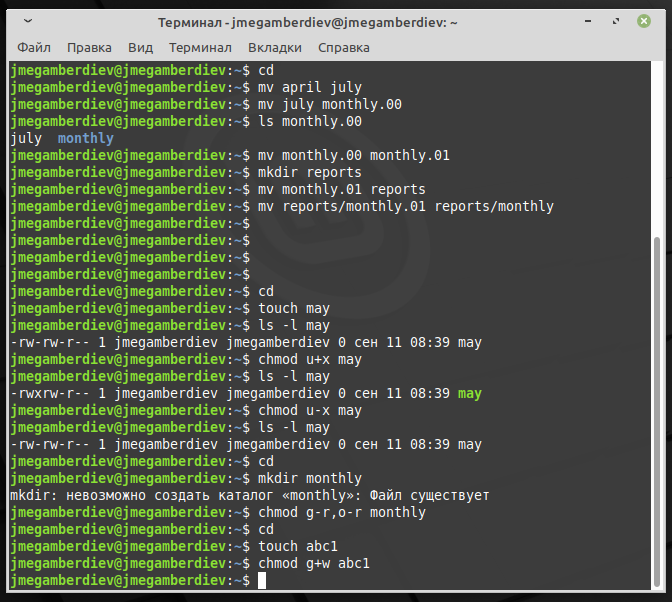 Терминал - jmegamberdiev@jmegamberdiev: ~
Файл Правка Вид Терминал Вкладки Справка
jmegamberdiev@jmegamberdiev:~$ cd
jmegamberdiev@jmegamberdiev:~$ mv april july
jmegamberdiev@jmegamberdiev:~$ mv july monthly.00
jmegamberdiev@jmegamberdiev:~$ ls monthly.00
july monthly
jmegamberdiev@jmegamberdiev:~$ mv monthly.00 monthly.01
jmegamberdiev@jmegamberdiev:~$ mkdir reports
jmegamberdiev@jmegamberdiev:~$ mv monthly.01 reports
jmegamberdiev@jmegamberdiev:~$ mv reports/monthly.01 reports/monthly
jmegamberdiev@jmegamberdiev:~$
jmegamberdiev@jmegamberdiev:~$
jmegamberdiev@jmegamberdiev:~$
jmegamberdiev@jmegamberdiev:~$
jmegamberdiev@jmegamberdiev:~$ cd
jmegamberdiev@jmegamberdiev:~$ touch may
jmegamberdiev@jmegamberdiev:~$ ls -l may
-rw-rw-r-- 1 jmegamberdiev jmegamberdiev 0 сен 11 08:39 may
jmegamberdiev@jmegamberdiev:~$ chmod u+x may
jmegamberdiev@jmegamberdiev:~$ ls -l may
-rwxrw-r-- 1 jmegamberdiev jmegamberdiev 0 сен 11 08:39 may
jmegamberdiev@jmegamberdiev:~$ chmod u-x may
jmegamberdiev@jmegamberdiev:~$ ls -l may
-rw-rw-r-- 1 jmegamberdiev jmegamberdiev 0 сен 11 08:39 may
jmegamberdiev@jmegamberdiev:~$ cd
jmegamberdiev@jmegamberdiev:~$ mkdir monthly
mkdir: невозможно создать каталог «monthly»: Файл существует
jmegamberdiev@jmegamberdiev:~$ chmod g-r,o-r monthly
jmegamberdiev@jmegamberdiev:~$ cd
jmegamberdiev@jmegamberdiev:~$ touch abc1
jmegamberdiev@jmegamberdiev:~$ chmod g+w abc1
jmegamberdiev@jmegamberdiev:~$